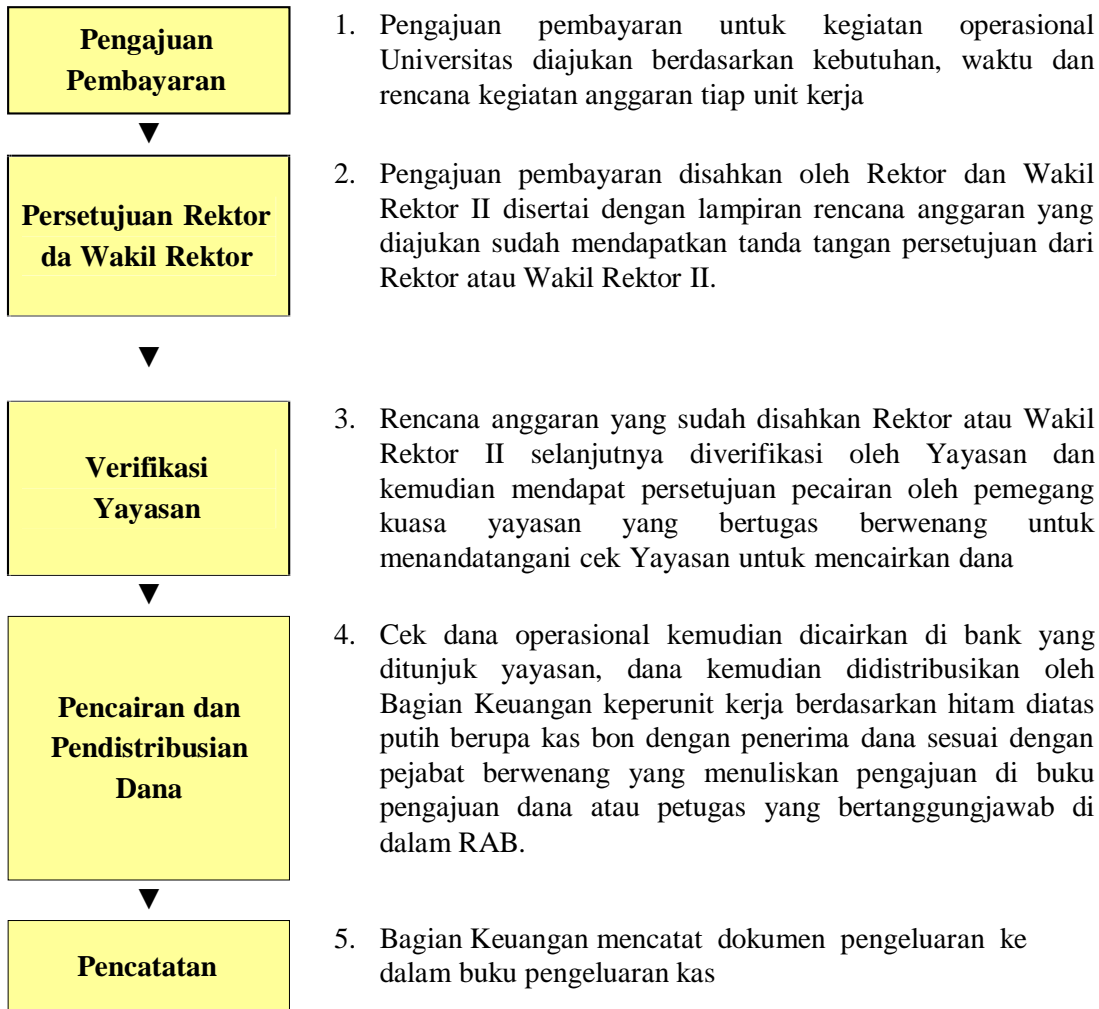 Pengajuan
Pembayaran
1. Pengajuan pembayaran untuk kegiatan operasional
Universitas diajukan berdasarkan kebutuhan, waktu dan
rencana kegiatan anggaran tiap unit kerja
▼
Persetujuan Rektor
da Wakil Rektor
2. Pengajuan pembayaran disahkan oleh Rektor dan Wakil
Rektor II disertai dengan lampiran rencana anggaran yang
diajukan sudah mendapatkan tanda tangan persetujuan dari
Rektor atau Wakil Rektor II.
▼
Verifikasi
Yayasan
3. Rencana anggaran yang sudah disahkan Rektor atau Wakil
Rektor II selanjutnya diverifikasi oleh Yayasan dan
kemudian mendapat persetujuan pecairan oleh pemegang
kuasa yayasan yang bertugas berwenang untuk
menandatangani cek Yayasan untuk mencairkan dana
▼
Pencairan dan
Pendistribusian
Dana
4. Cek dana operasional kemudian dicairkan di bank yang
ditunjuk yayasan, dana kemudian didistribusikan oleh
Bagian Keuangan keperunit kerja berdasarkan hitam diatas
putih berupa kas bon dengan penerima dana sesuai dengan
pejabat berwenang yang menuliskan pengajuan di buku
pengajuan dana atau petugas yang bertanggungjawab di
dalam RAB.
▼
Pencatatan
5. Bagian Keuangan mencatat dokumen pengeluaran ke
dalam buku pengeluaran kas